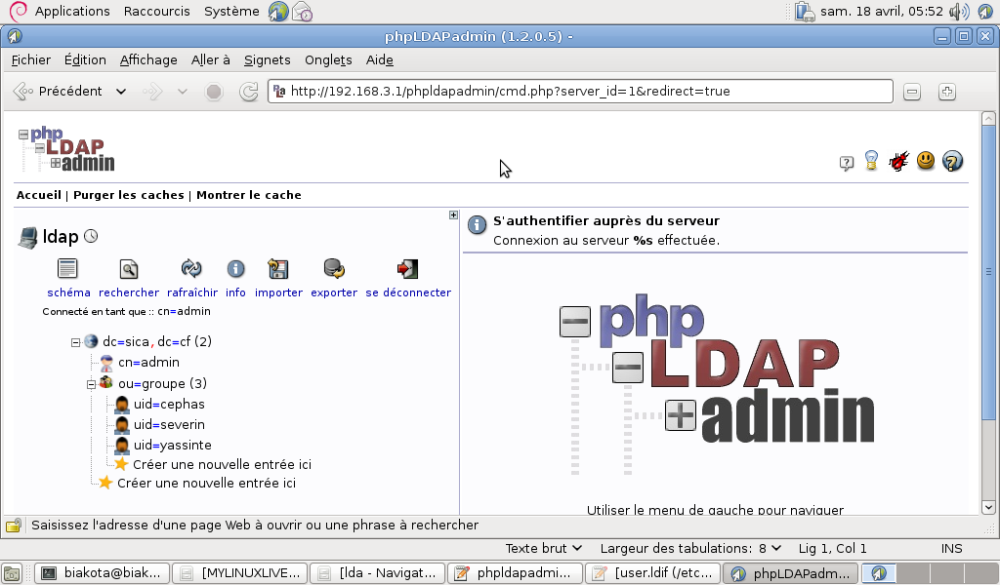 Applications Raccourcis Système sam. 18 avril, 05:52
phpLDAPadmin (1.2.0.5) -
Fichier Édition Affichage Aller à Signets Onglets Aide
Précédent http://192.168.3.1/phpldapadmin/cmd.php?server_id=1&redirect=true
php
LDAP
admin
Accueil | Purger les caches | Montrer le cache
ldap
schéma rechercher rafraîchir info importer exporter se déconnecter
Connecté en tant que :: cn=admin
dc=sica, dc=cf (2)
cn=admin
ou=groupe (3)
uid=cephas
uid=severin
uid=yassinte
Créer une nouvelle entrée ici
Créer une nouvelle entrée ici
S'authentifier auprès du serveur
Connexion au serveur %s effectuée.
php
LDAP
admin
Utiliser le menu de gauche pour naviguer
Saisissez l'adresse d'une page Web à ouvrir ou une phrase à rechercher
Texte brut Largeur des tabulations: 8 Lig 1, Col 1 INS
biakota@biak... [MYLINUXLIVE... [lda - Navigat... phpldapadmi... [user.ldif (/etc... phpLDAPadm...